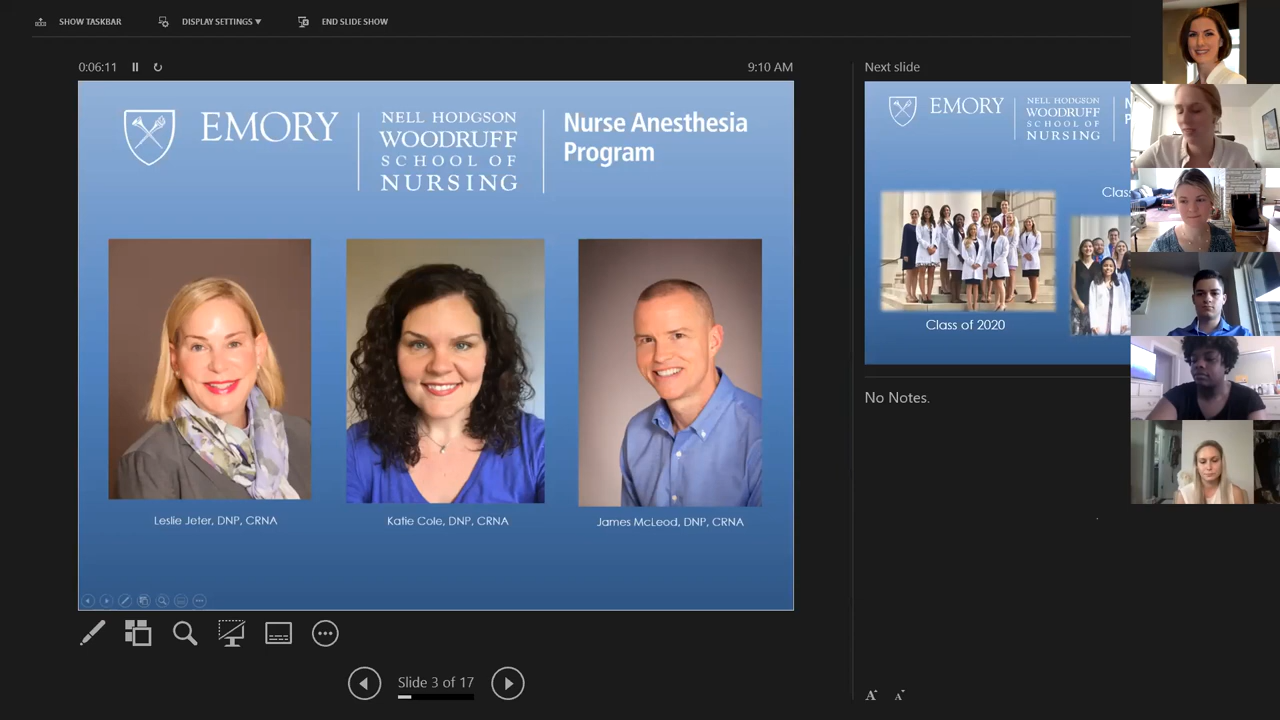 SHOW TASKBAR
DISPLAY SETTINGS ▼
END SLIDE SHOW
0:06:11
9:10 AM
EMORY
NELL HODGSON
WOODRUFF
SCHOOL OF
NURSING
Nurse Anesthesia
Program
Leslie Jeter, DNP, CRNA
Katie Cole, DNP, CRNA
James McLeod, DNP, CRNA
Slide 3 of 17
Next slide
EMORY
NELL HODGSON
WOODRUFF
SCHOOL OF
NURSING
Class of 2020
No Notes.
A A